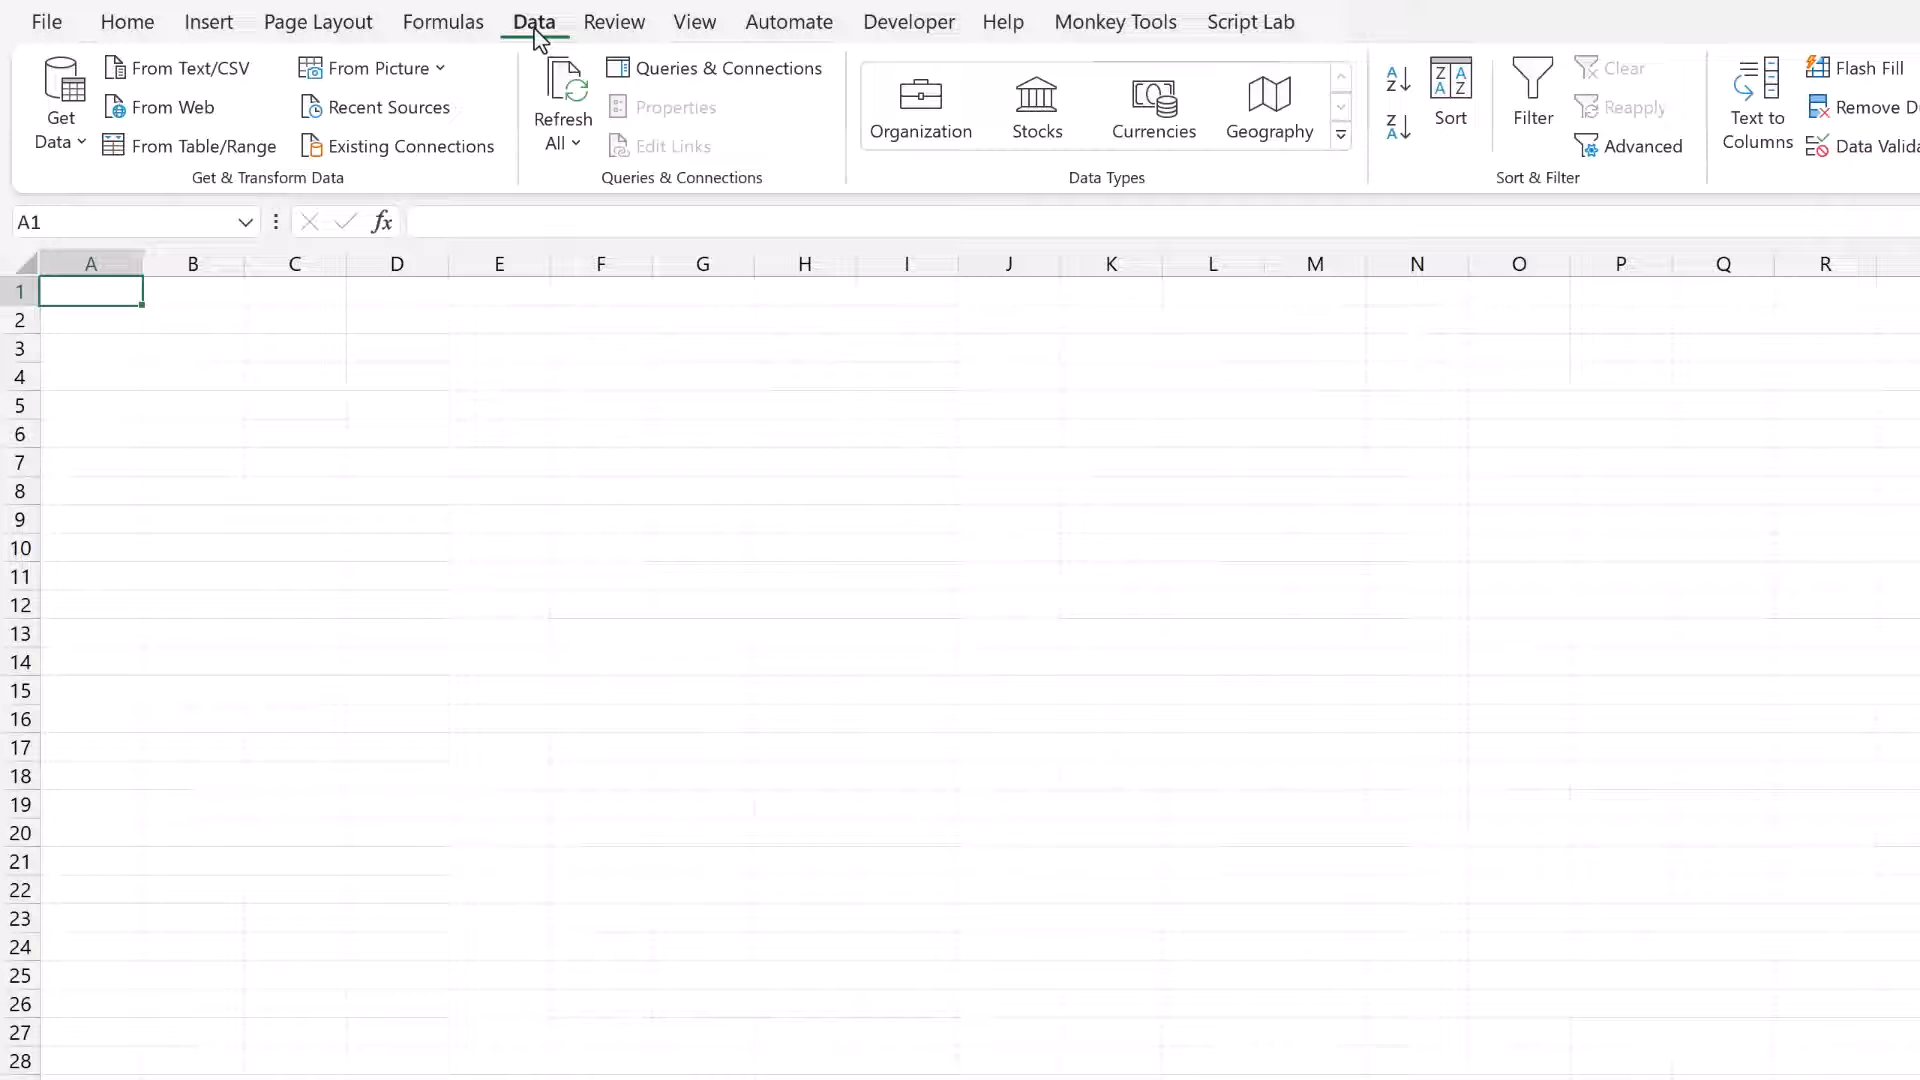 File Home Insert Page Layout Formulas Data Review View Automate Developer Help Monkey Tools Script Lab
Get Data
From Text/CSV
From Web
From Table/Range
From Picture
Recent Sources
Existing Connections
Get & Transform Data
Refresh All
Queries & Connections
Properties
Edit Links
Queries & Connections
Organization
Stocks
Currencies
Geography
Data Types
Sort
Filter
Clear
Reapply
Advanced
Sort & Filter
Text to
Columns
Flash Fill
Remove D
Data Valida
A1
fx
A B C D E F G H I J K L M N O P Q R
1
2
3
4
5
6
7
8
9
10
11
12
13
14
15
16
17
18
19
20
21
22
23
24
25
26
27
28